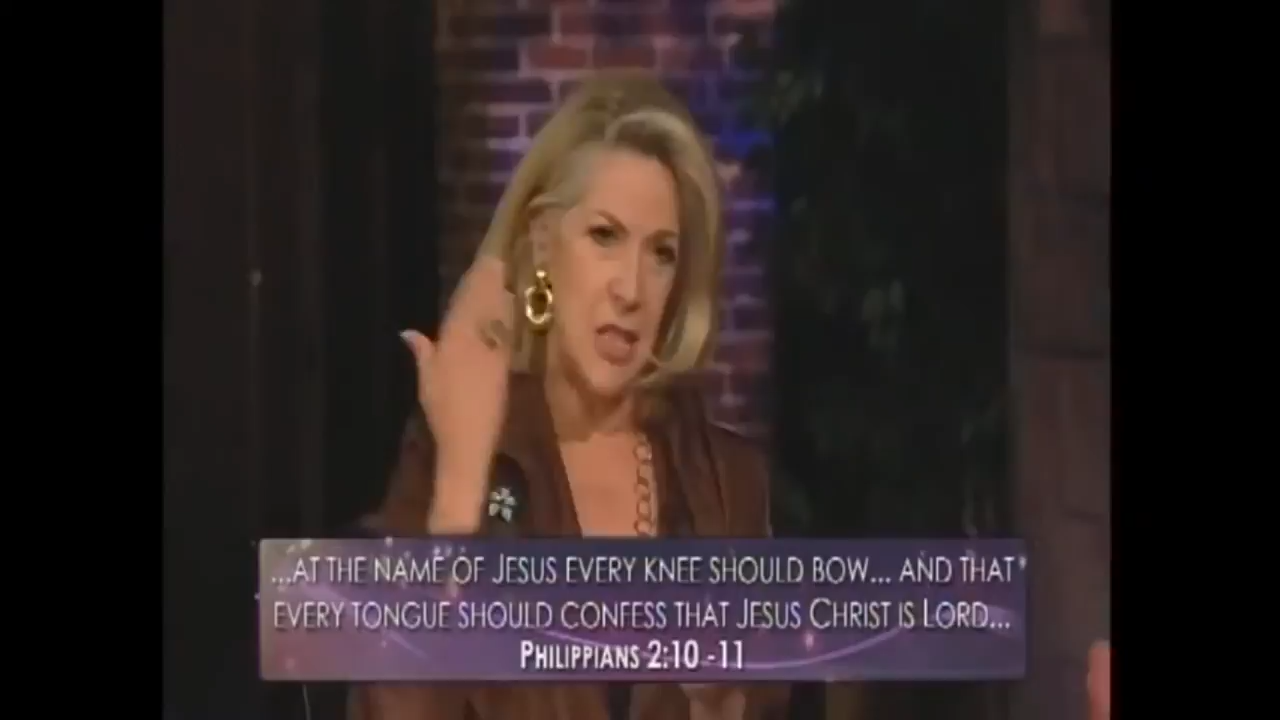 ...AT THE NAME OF JESUS EVERY KNEE SHOULD BOW... AND THAT
EVERY TONGUE SHOULD CONFESS THAT JESUS CHRIST IS LORD...
PHILIPPIANS 2:10 -11